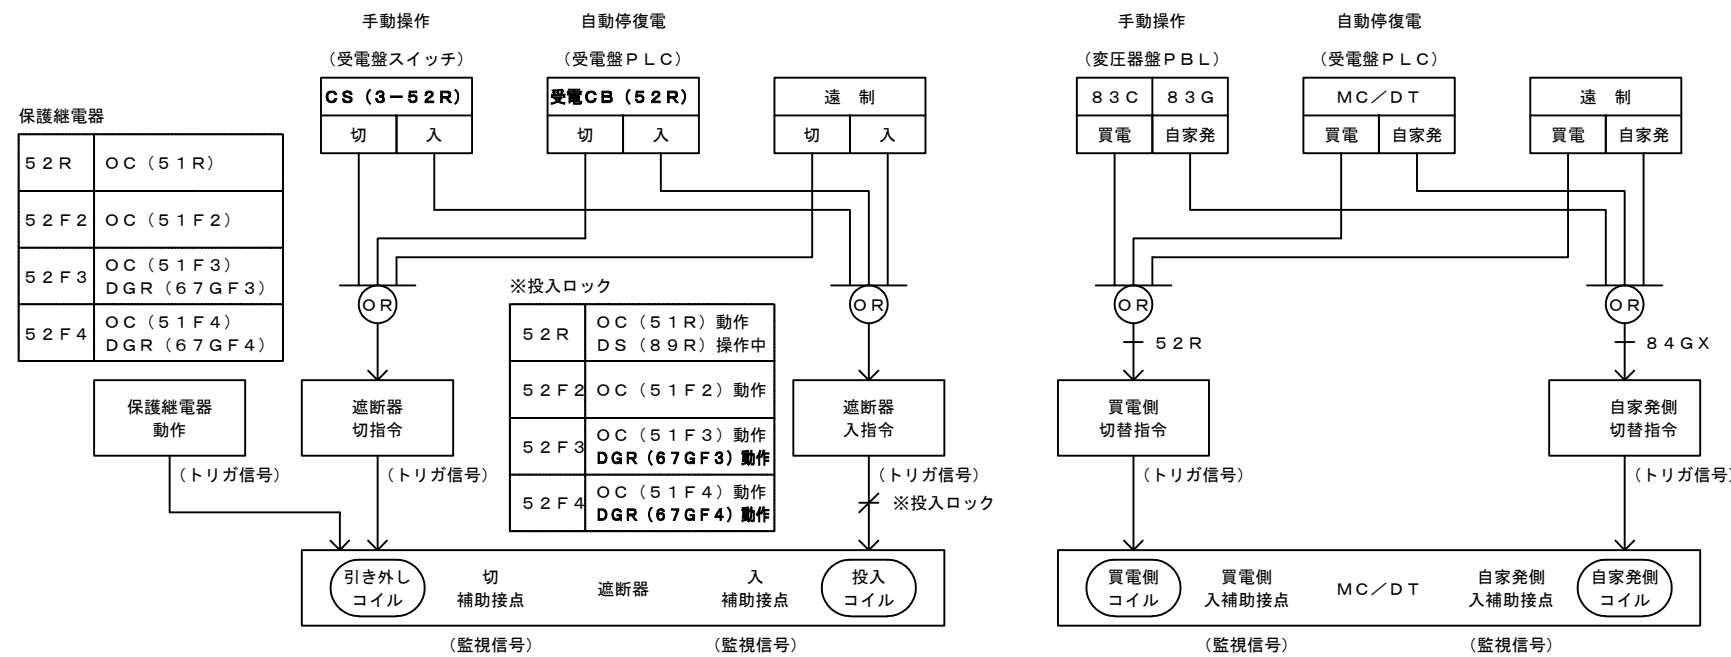 手動操作
自動停復電
手動操作
自動停復電
（受電盤スイッチ）
（受電盤ＰＬＣ）
（変圧器盤ＰＢＬ）
（受電盤ＰＬＣ）
ＣＳ（３－５２Ｒ）
受電ＣＢ（５２Ｒ）
遠　制
８３Ｃ
８３Ｇ
ＭＣ／ＤＴ
遠　制
切
入
切
入
切
入
買電
自家発
買電
自家発
買電
自家発
保護継電器
５２Ｒ
ＯＣ（５１Ｒ）
５２Ｆ２
ＯＣ（５１Ｆ２）
５２Ｆ３
ＯＣ（５１Ｆ３）
ＤＧＲ（６７ＧＦ３）
５２Ｆ４
ＯＣ（５１Ｆ４）
ＤＧＲ（６７ＧＦ４）
※投入ロック
５２Ｒ
ＯＣ（５１Ｒ）動作
ＤＳ（８９Ｒ）操作中
５２Ｆ２
ＯＣ（５１Ｆ２）動作
５２Ｆ３
ＯＣ（５１Ｆ３）動作
ＤＧＲ（６７ＧＦ３）動作
５２Ｆ４
ＯＣ（５１Ｆ４）動作
ＤＧＲ（６７ＧＦ４）動作
ＯＲ
ＯＲ
ＯＲ
ＯＲ
５２Ｒ
８４ＧＸ
保護継電器
動作
遮断器
切指令
遮断器
入指令
買電側
切替指令
自家発側
切替指令
（トリガ信号）
（トリガ信号）
（トリガ信号）
（トリガ信号）
（トリガ信号）
※投入ロック
引き外し
コイル
切
補助接点
遮断器
入
補助接点
投入
コイル
買電側
コイル
買電側
入補助接点
ＭＣ／ＤＴ
自家発側
入補助接点
自家発側
コイル
（監視信号）
（監視信号）
（監視信号）
（監視信号）